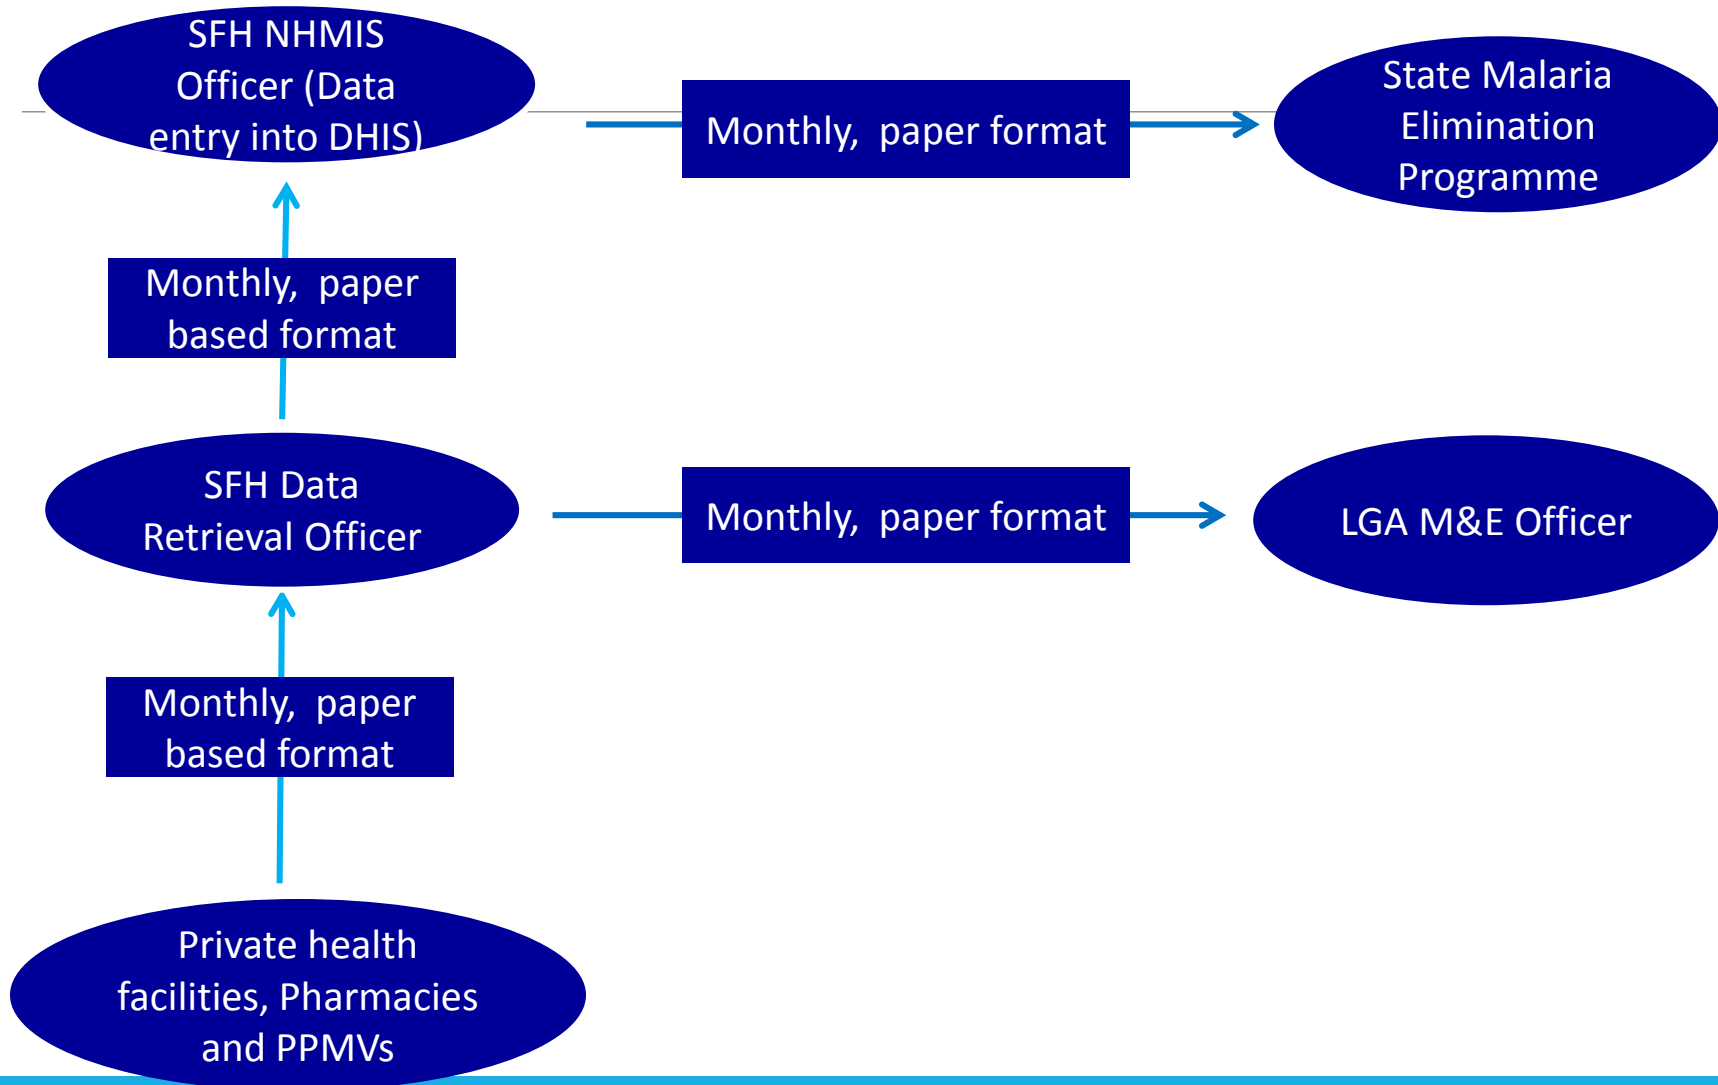 SFH NHMIS
Officer (Data
entry into DHIS)
Monthly, paper format
State Malaria
Elimination
Programme
Monthly, paper
based format
SFH Data
Retrieval Officer
Monthly, paper format
LGA M&E Officer
Monthly, paper
based format
Private health
facilities, Pharmacies
and PPMVs